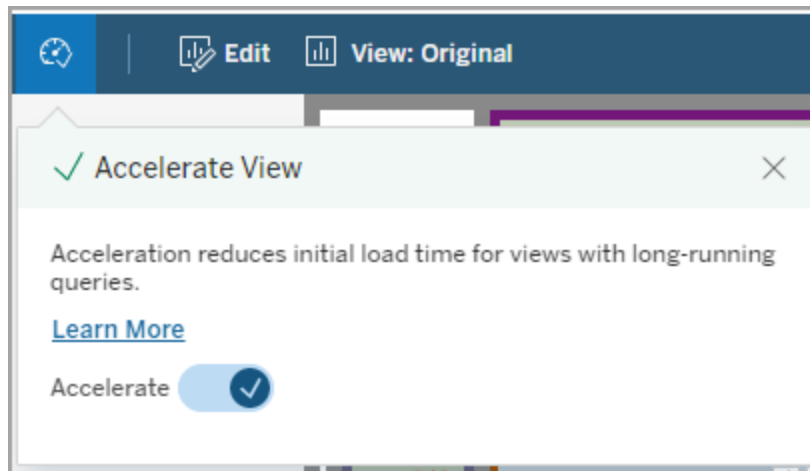 Edit
View: Original
Accelerate View
Acceleration reduces initial load time for views with long-running
queries.
Learn More
Accelerate